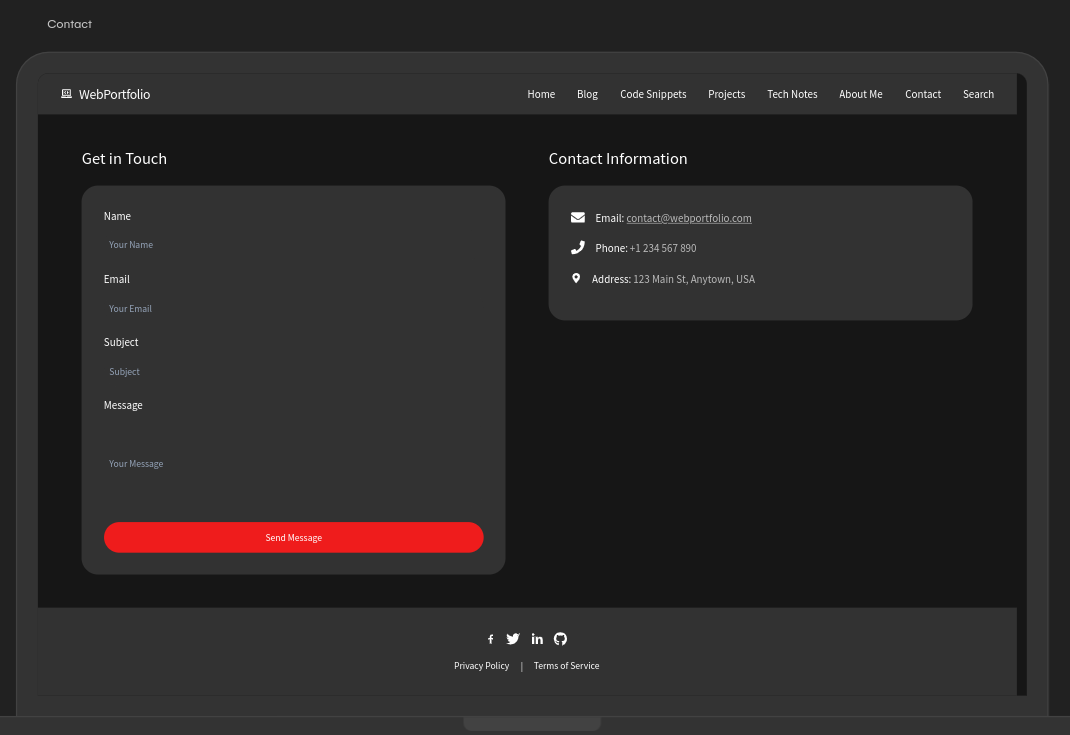 Contact
WebPortfolio
Home Blog Code Snippets Projects Tech Notes About Me Contact Search
Get in Touch
Name
Your Name
Email
Your Email
Subject
Subject
Message
Your Message
Send Message
Contact Information
Email: contact@webportfolio.com
Phone: +1 234 567 890
Address: 123 Main St, Anytown, USA
Privacy Policy | Terms of Service